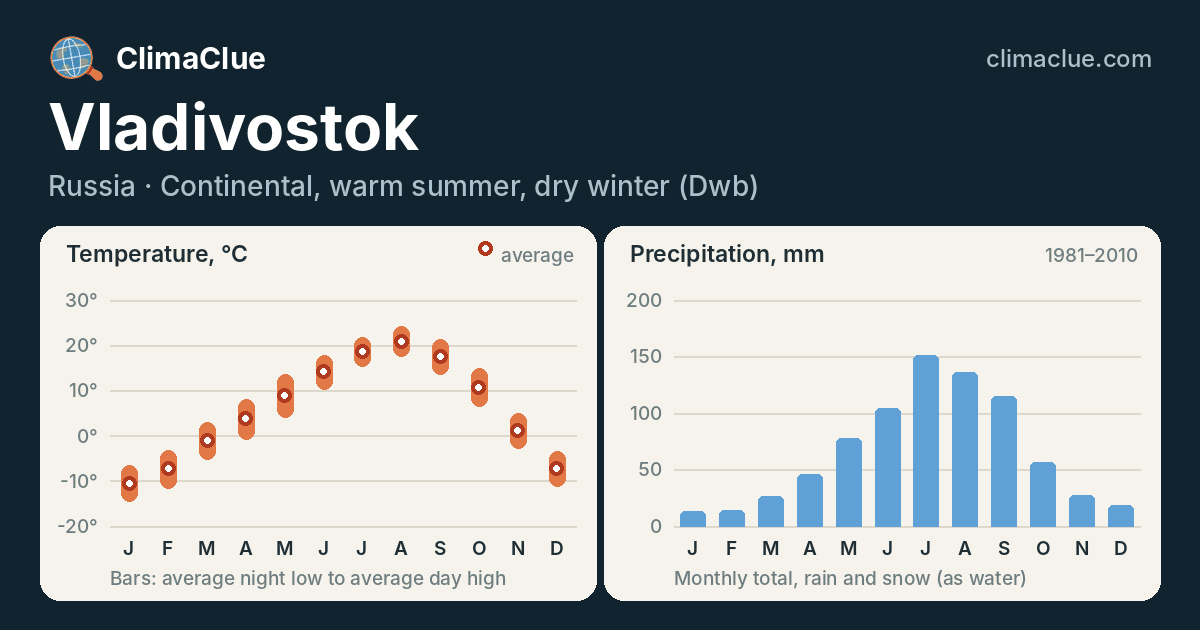 ClimaClue
climaclue.com
Vladivostok
Russia · Continental, warm summer, dry winter (Dwb)
Temperature, °C
average
30°
20°
10°
0°
-10°
-20°
J F M A M J J A S O N D
Bars: average night low to average day high
Precipitation, mm
1981–2010
200
150
100
50
0
J F M A M J J A S O N D
Monthly total, rain and snow (as water)